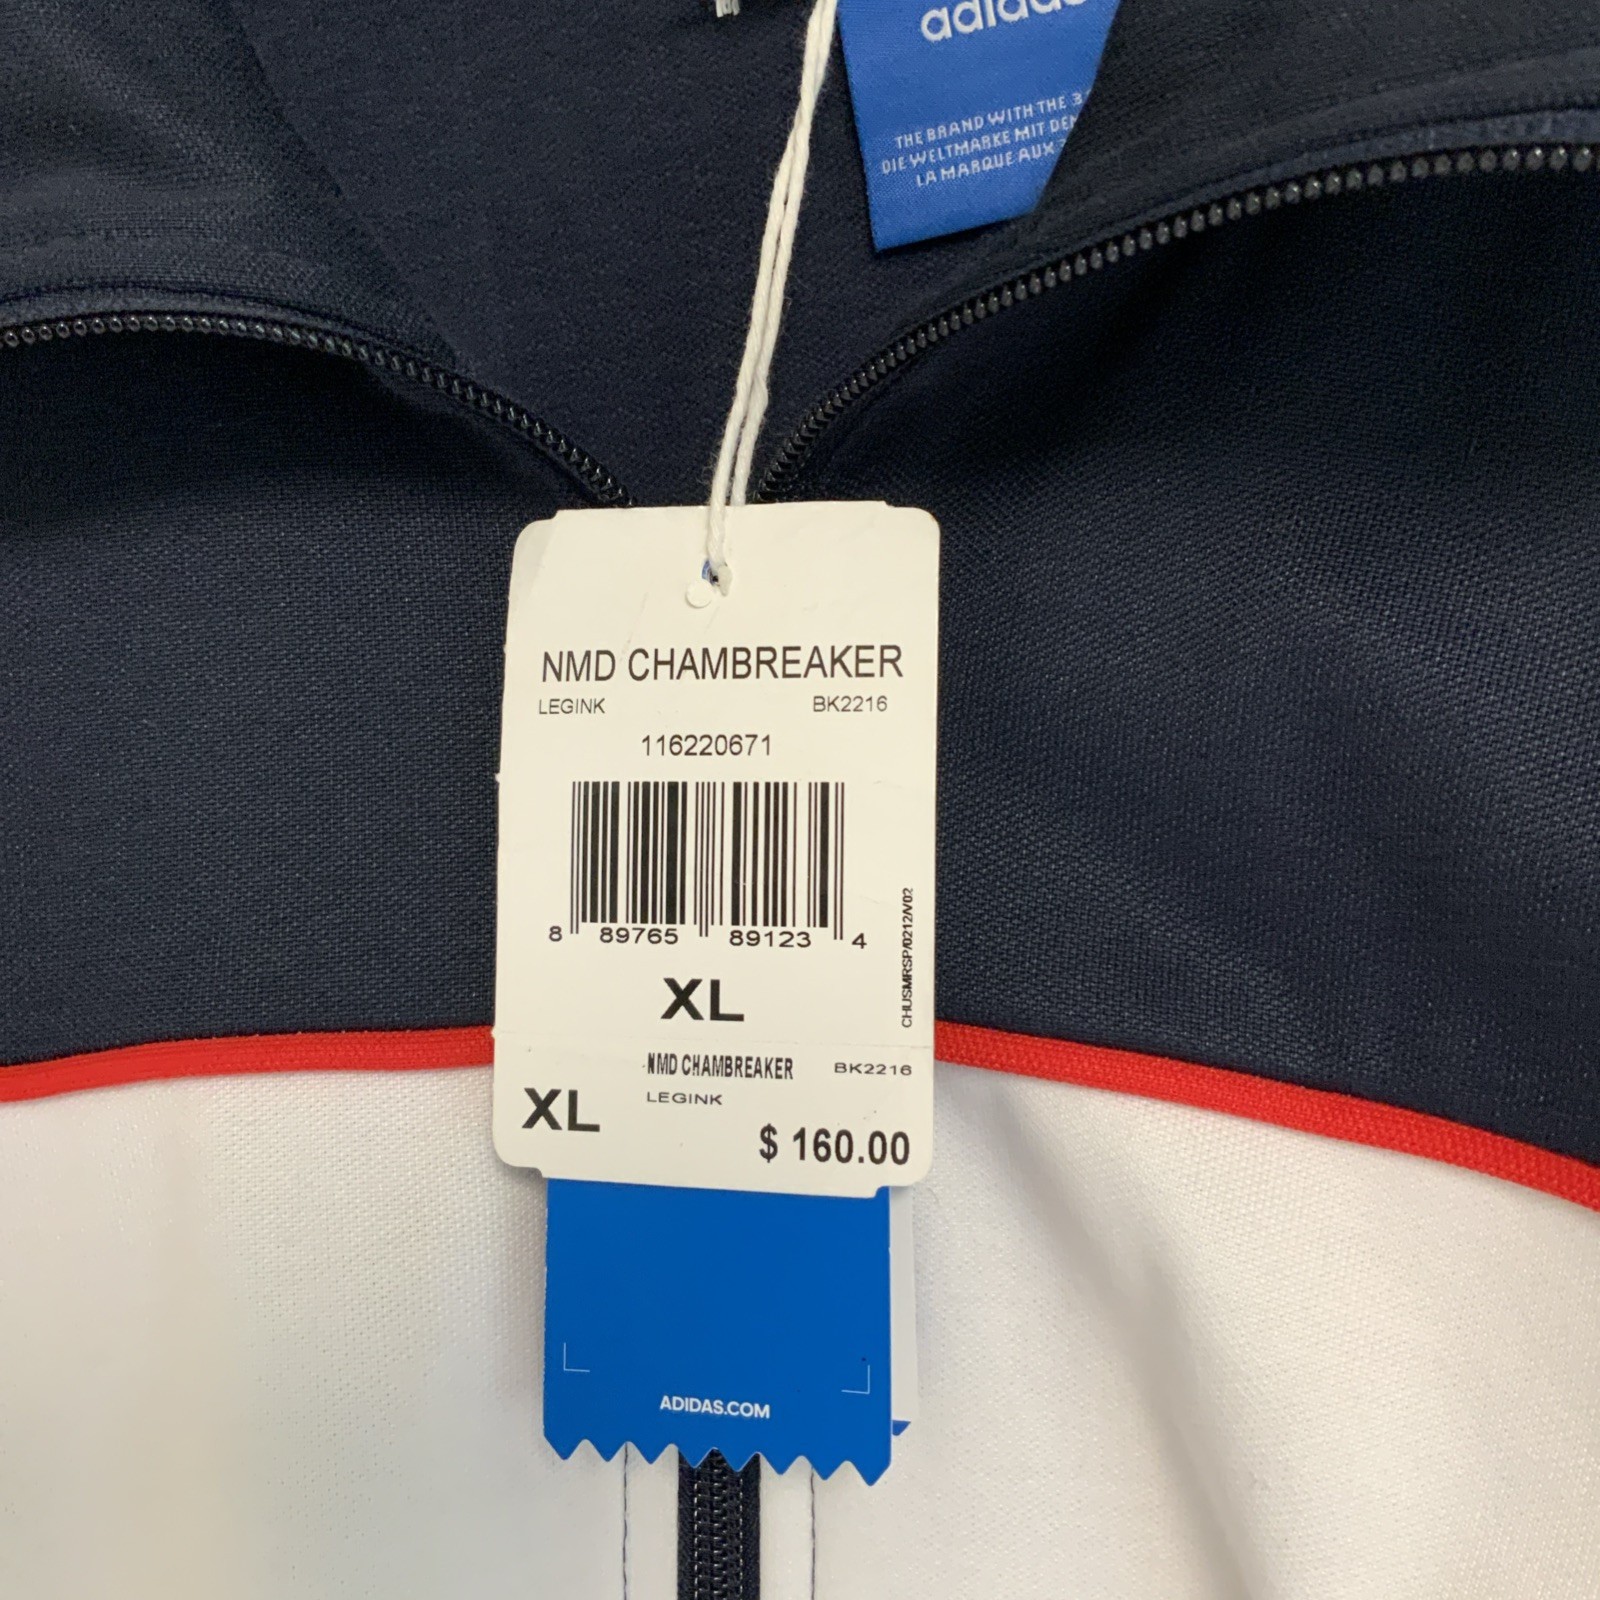 adidas
THE BRAND WITH THE 3
DIE WELTMARKE MIT DEN
LA MARQUE AUX
NMD CHAMBREAKER
LEGINK BK2216
116220671
8 89765 89123 4
CHUSMRSP/0212/V02
XL
NMD CHAMBREAKER BK2216
LEGINK
XL
$ 160.00
ADIDAS.COM